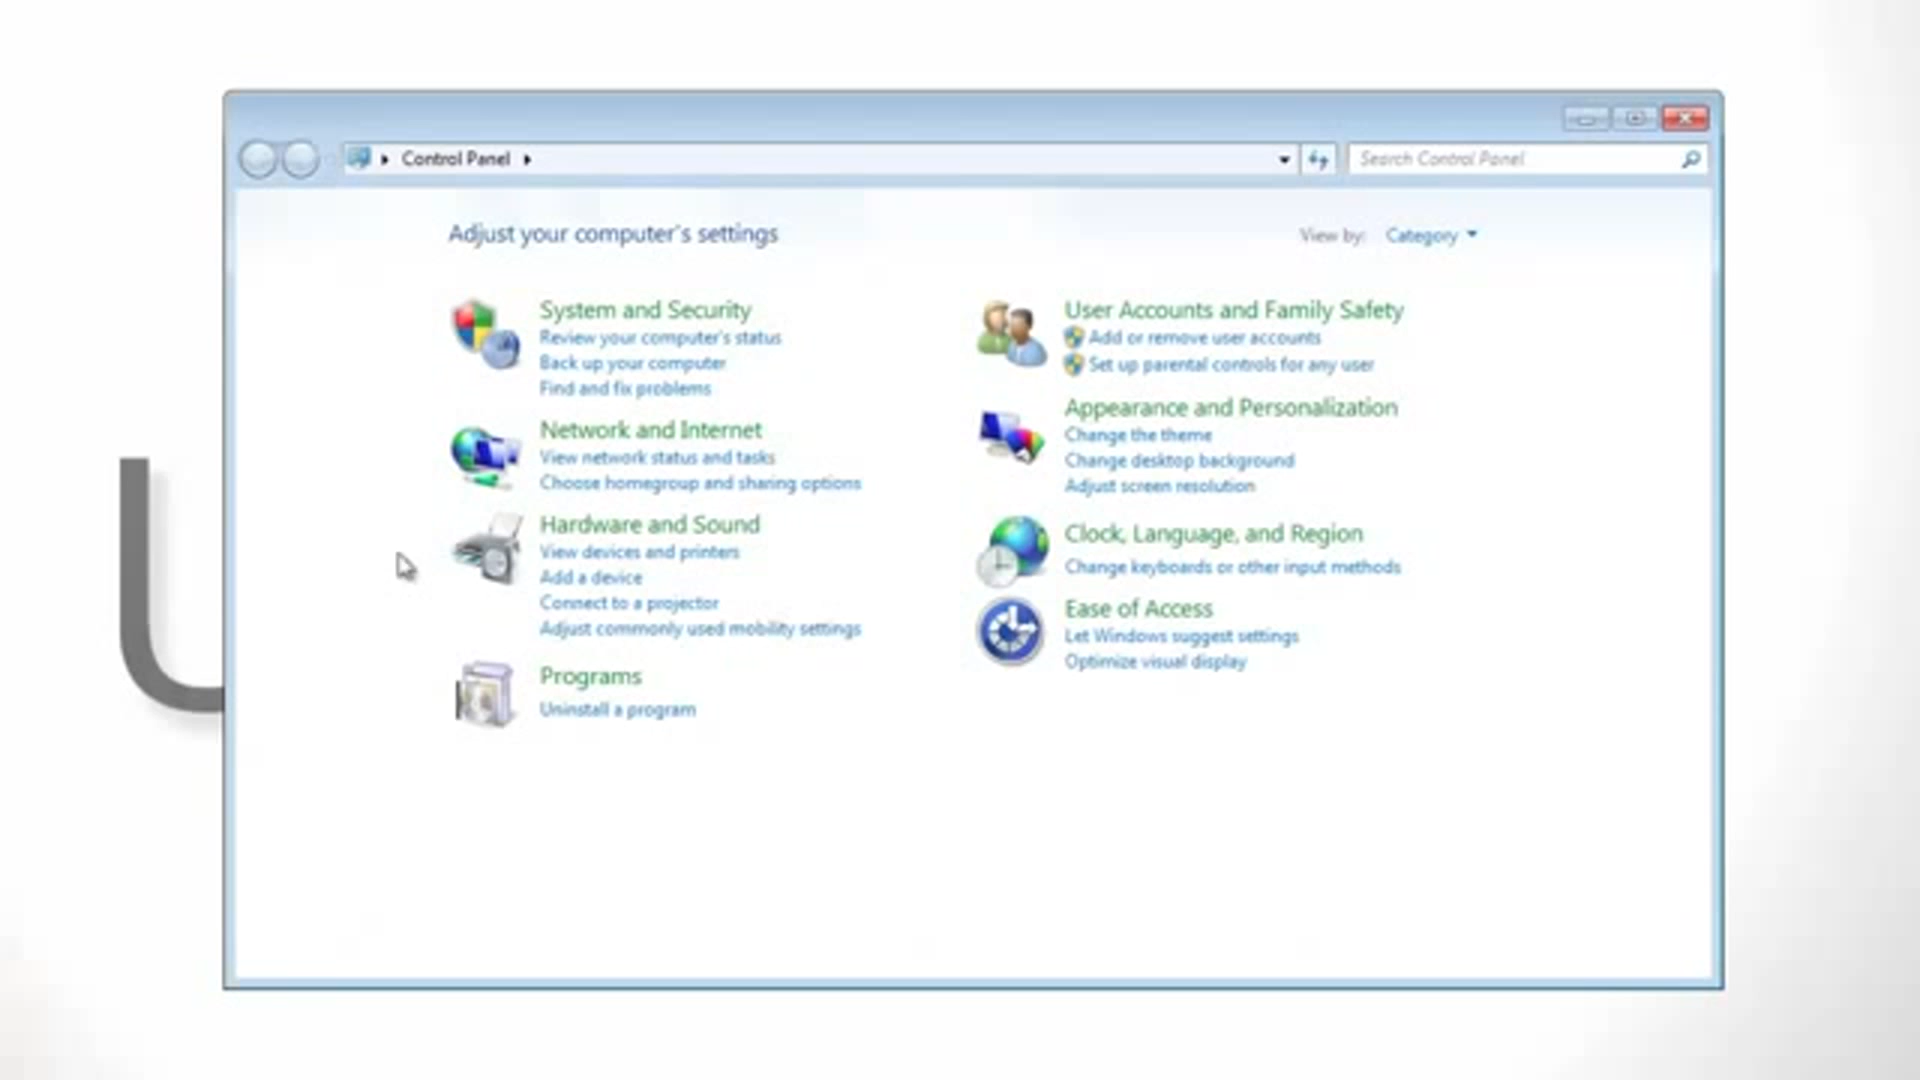 Control Panel
Search Control Panel
Adjust your computer's settings
View by: Category
System and Security
Review your computer's status
Back up your computer
Find and fix problems
Network and Internet
View network status and tasks
Choose homegroup and sharing options
Hardware and Sound
View devices and printers
Add a device
Connect to a projector
Adjust commonly used mobility settings
Programs
Uninstall a program
User Accounts and Family Safety
Add or remove user accounts
Set up parental controls for any user
Appearance and Personalization
Change the theme
Change desktop background
Adjust screen resolution
Clock, Language, and Region
Change keyboards or other input methods
Ease of Access
Let Windows suggest settings
Optimize visual display